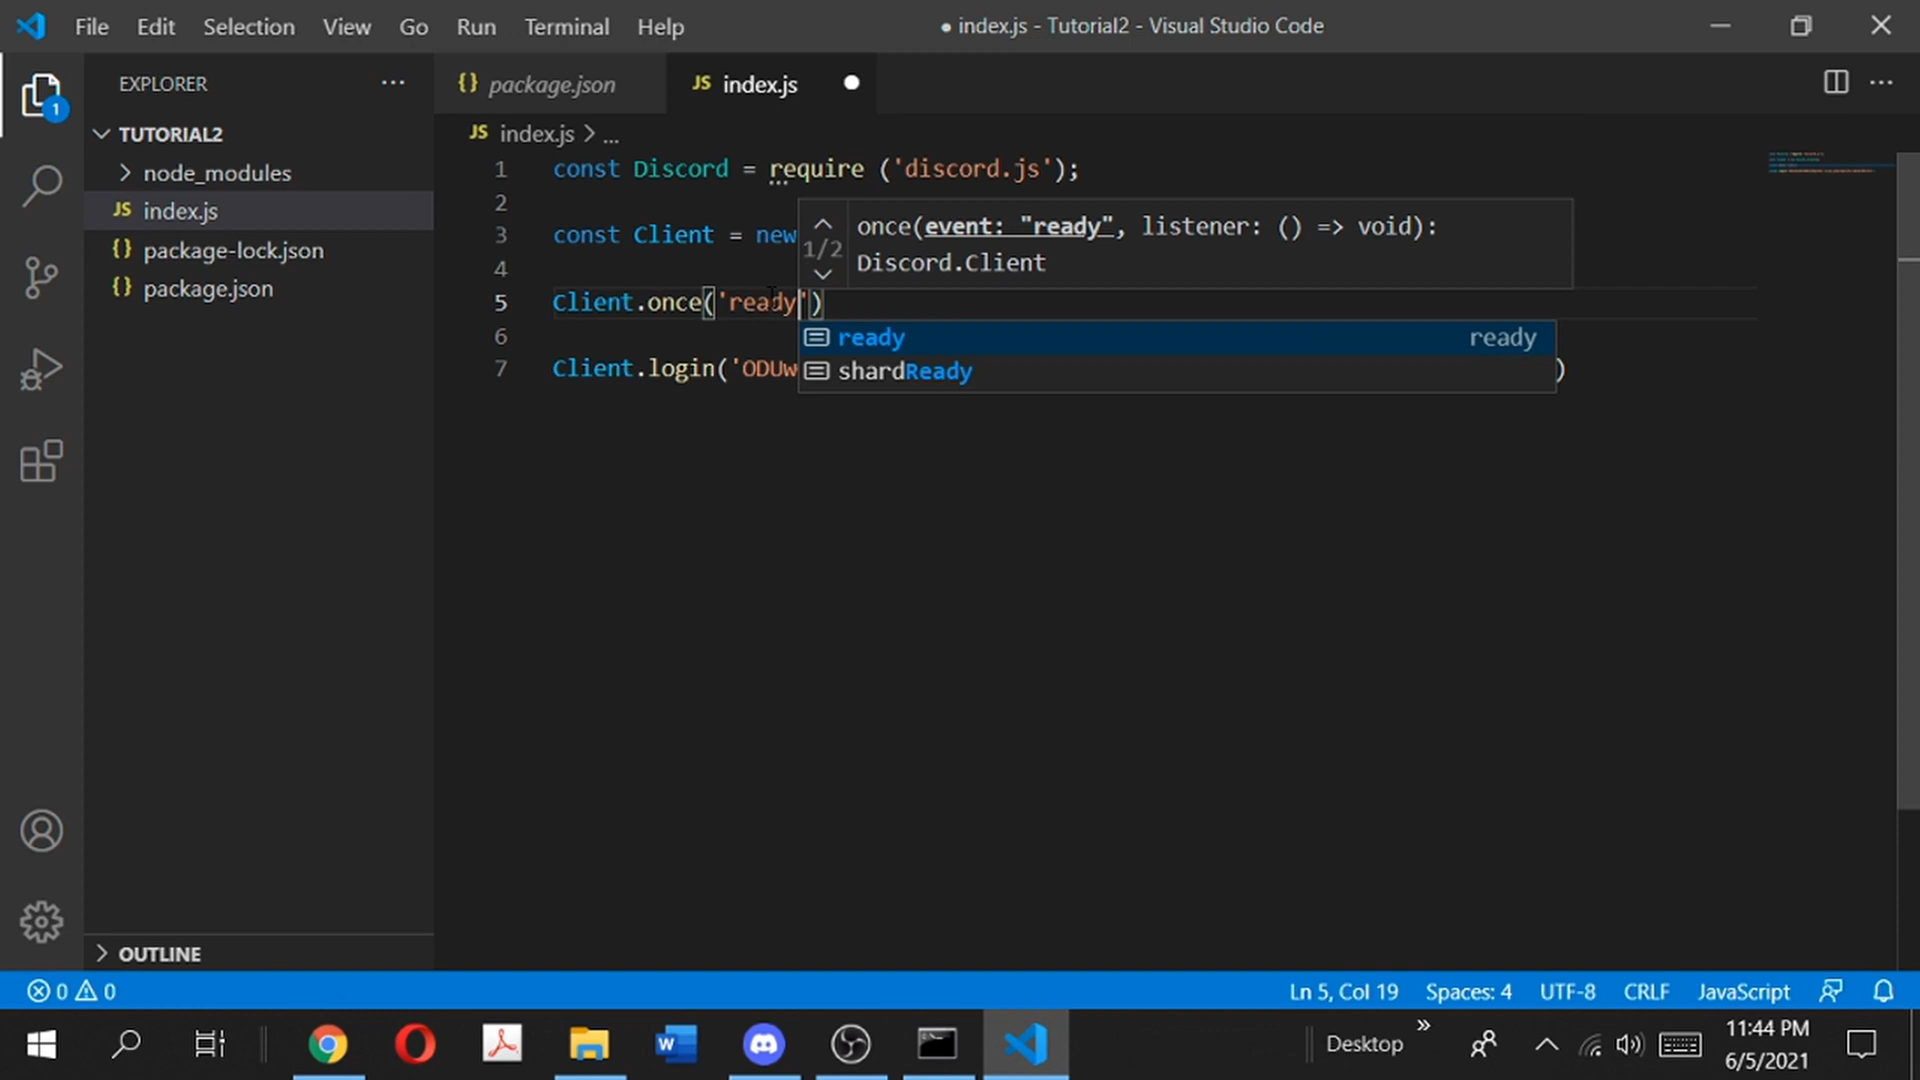 File Edit Selection View Go Run Terminal Help
● index.js - Tutorial2 - Visual Studio Code
EXPLORER
1
TUTORIAL2
node_modules
JS index.js
{} package-lock.json
{} package.json
OUTLINE
{} package.json
JS index.js
JS index.js > ...
1 const Discord = require ('discord.js');
2
3 const Client = new
4
5 Client.once('ready')
6
7 Client.login('ODUw )
1/2
once(event: "ready", listener: () => void):
Discord.Client
ready ready
shardReady
0 0
Ln 5, Col 19 Spaces: 4 UTF-8 CRLF JavaScript
W
Desktop
11:44 PM
6/5/2021